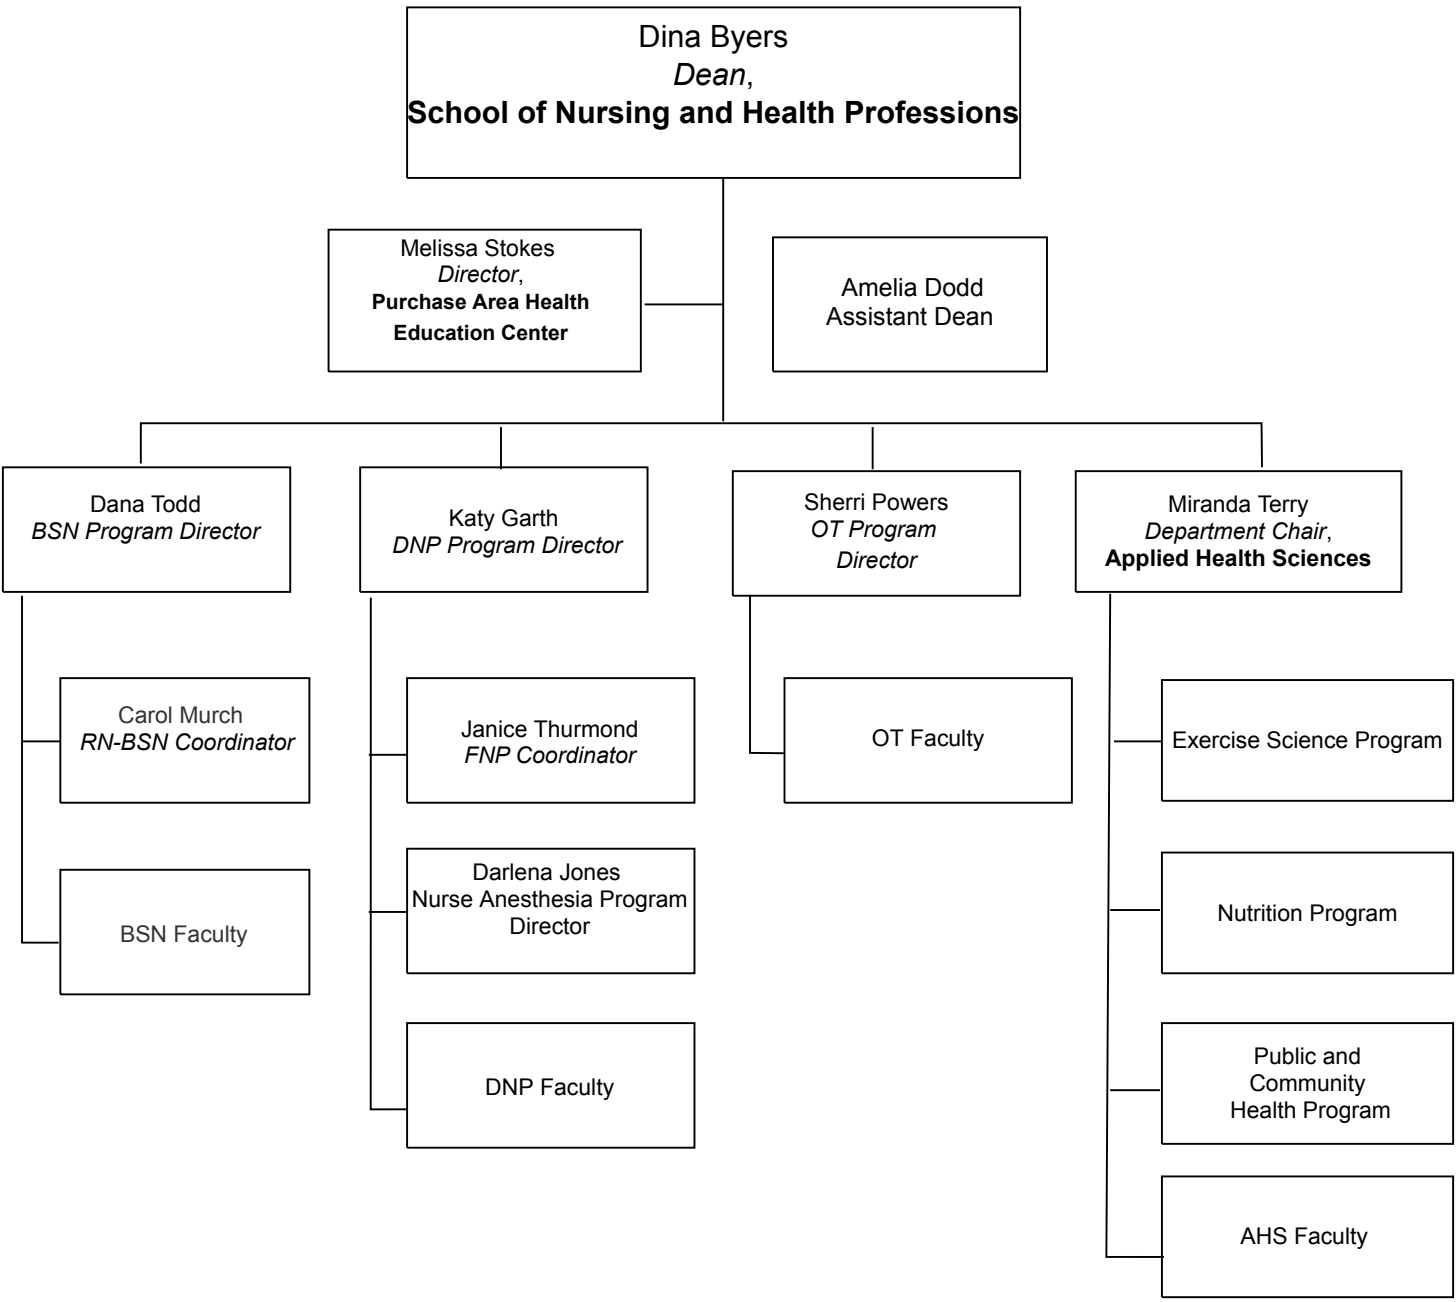 Dina Byers
Dean,
School of Nursing and Health Professions
Melissa Stokes
Director,
Purchase Area Health
Education Center
Amelia Dodd
Assistant Dean
Dana Todd
BSN Program Director
Katy Garth
DNP Program Director
Sherri Powers
OT Program
Director
Miranda Terry
Department Chair,
Applied Health Sciences
Carol Murch
RN-BSN Coordinator
BSN Faculty
Janice Thurmond
FNP Coordinator
Darlena Jones
Nurse Anesthesia Program
Director
DNP Faculty
OT Faculty
Exercise Science Program
Nutrition Program
Public and
Community
Health Program
AHS Faculty